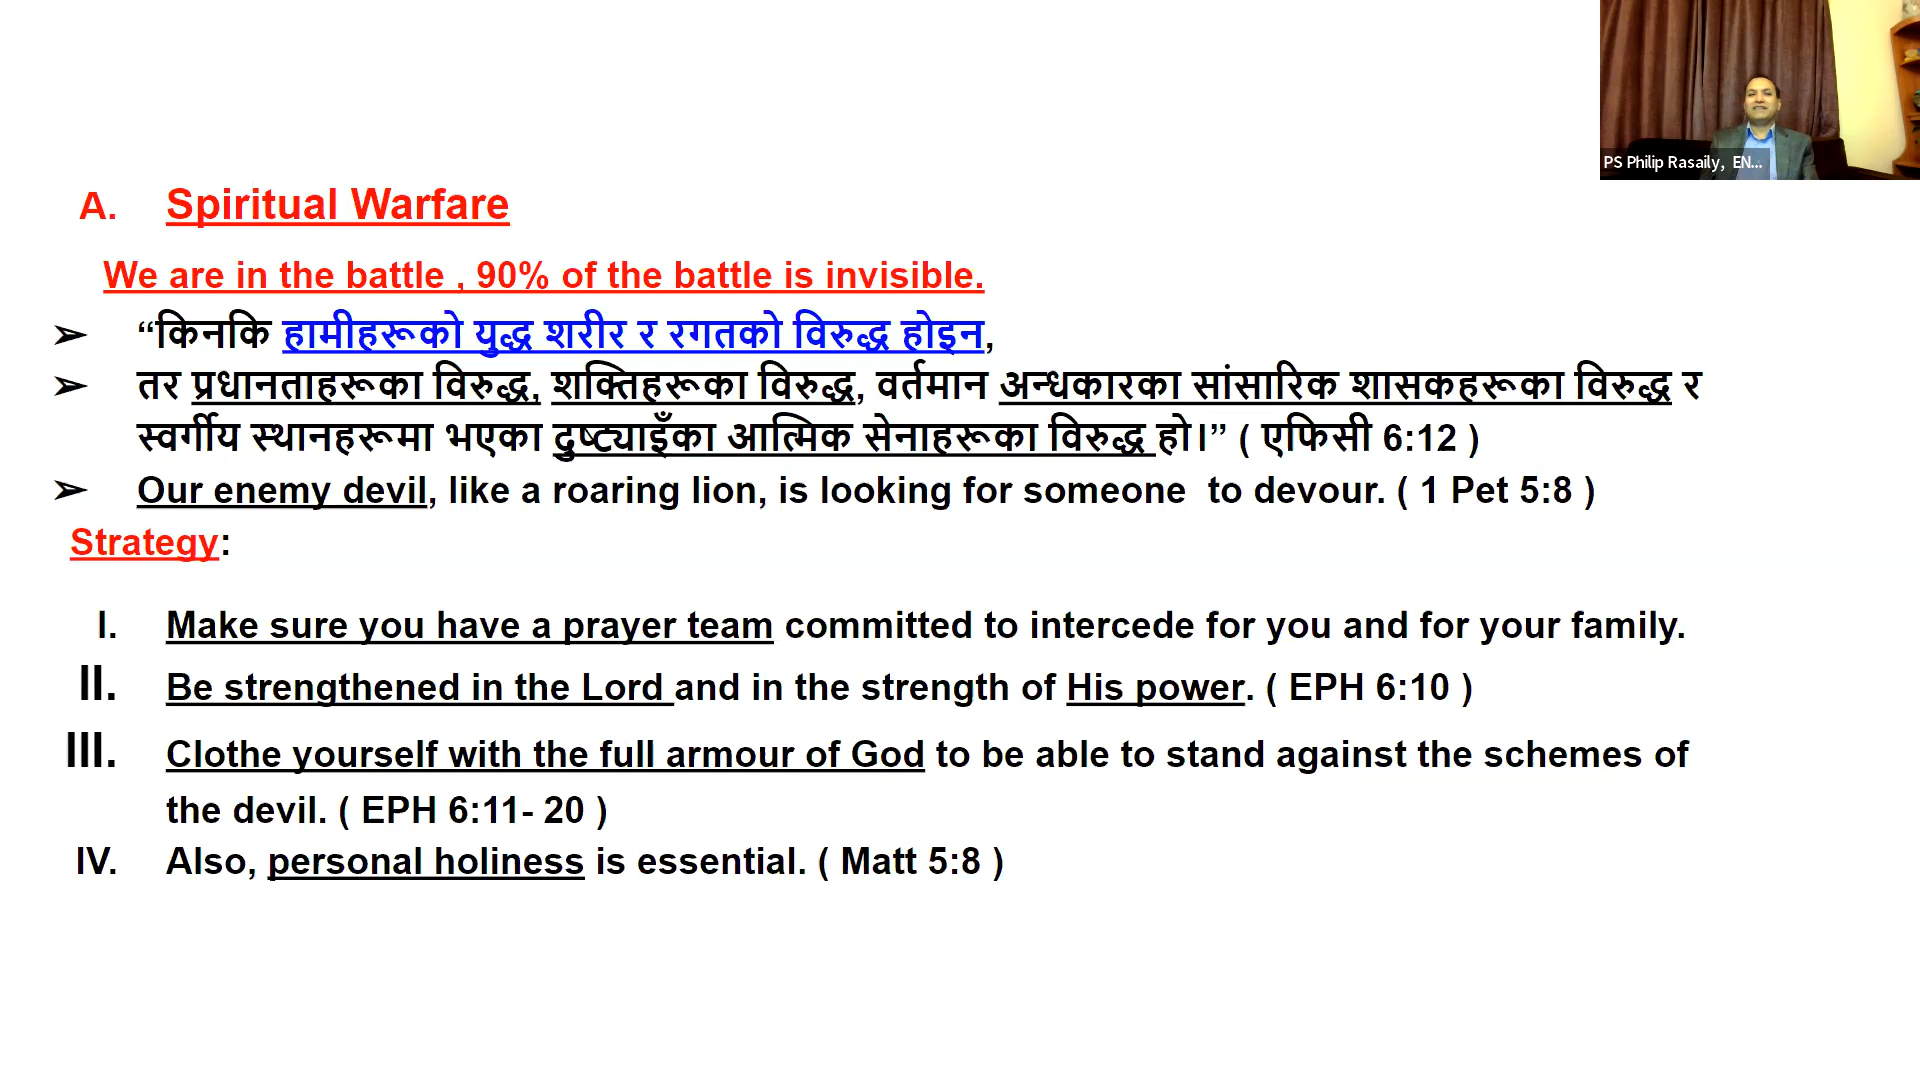 PS Philip Rasaily, EN...
A. Spiritual Warfare
We are in the battle , 90% of the battle is invisible.
➢ “किनकि हामीहरूको युद्ध शरीर र रगतको विरुद्ध होइन,
➢ तर प्रधानताहरूका विरुद्ध, शक्तिहरूका विरुद्ध, वर्तमान अन्धकारका सांसारिक शासकहरूका विरुद्ध र
स्वर्गीय स्थानहरूमा भएका दुष्ट्याइँका आत्मिक सेनाहरूका विरुद्ध हो।” ( एफिसी 6:12 )
➢ Our enemy devil, like a roaring lion, is looking for someone to devour. ( 1 Pet 5:8 )
Strategy:
I. Make sure you have a prayer team committed to intercede for you and for your family.
II. Be strengthened in the Lord and in the strength of His power. ( EPH 6:10 )
III. Clothe yourself with the full armour of God to be able to stand against the schemes of
the devil. ( EPH 6:11- 20 )
IV. Also, personal holiness is essential. ( Matt 5:8 )